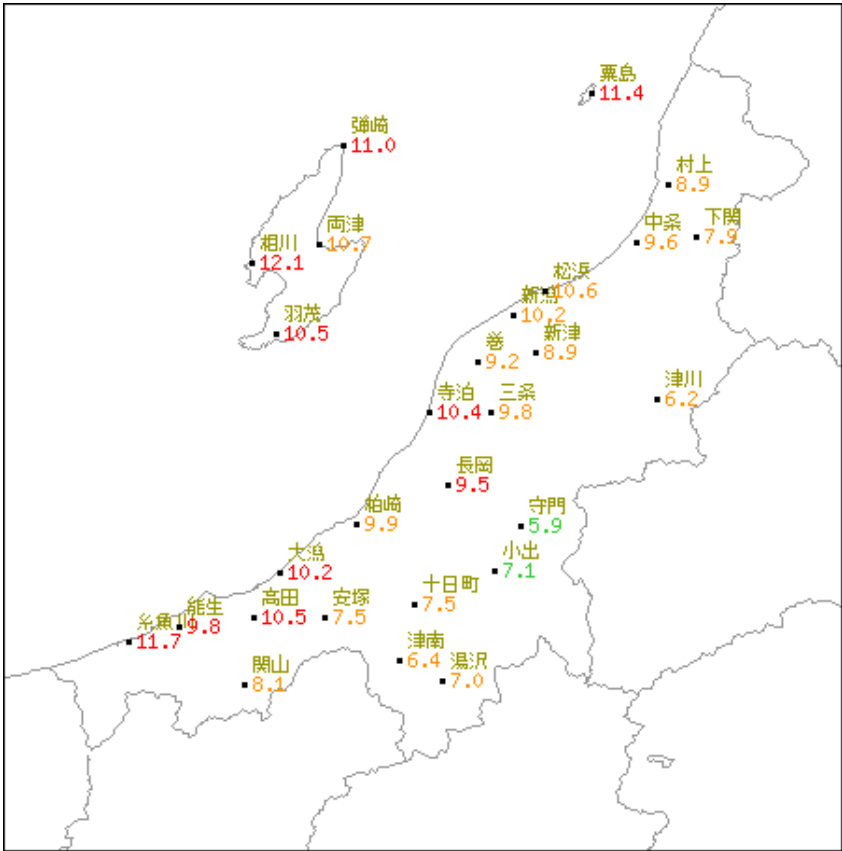 粟島
11.4
弾崎
11.0
村上
8.9
下関
7.9
中条
9.6
両津
10.7
相川
12.1
松浜
10.6
新潟
10.2
羽茂
10.5
新津
8.9
巻
9.2
津川
6.2
寺泊
10.4
三条
9.8
長岡
9.5
柏崎
9.9
守門
5.9
小出
7.1
大潟
10.2
十日町
7.5
高田
10.5
安塚
7.5
能生
9.8
糸魚川
11.7
津南
6.4
湯沢
7.0
関山
8.1